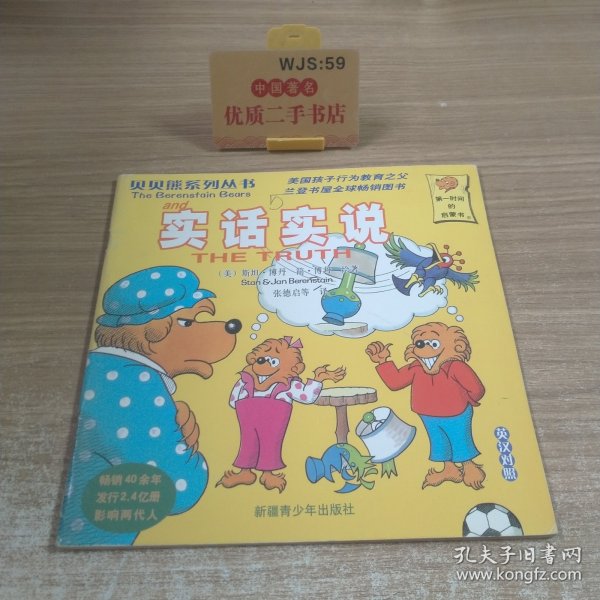 WJS:59
中国著名
优质二手书店
贝贝熊系列丛书
The Berenstain Bears
美国孩子行为教育之父
兰登书屋全球畅销图书
第一时间
的
启蒙书
and
实话实说
THE TRUTH
(美)斯坦·博丹 简·博丹 绘著
Stan & Jan Berenstain
张德启等 译
畅销40余年
发行2.4亿册
影响两代人
英汉对照
新疆青少年出版社
孔夫子旧书网
www.kongfz.com